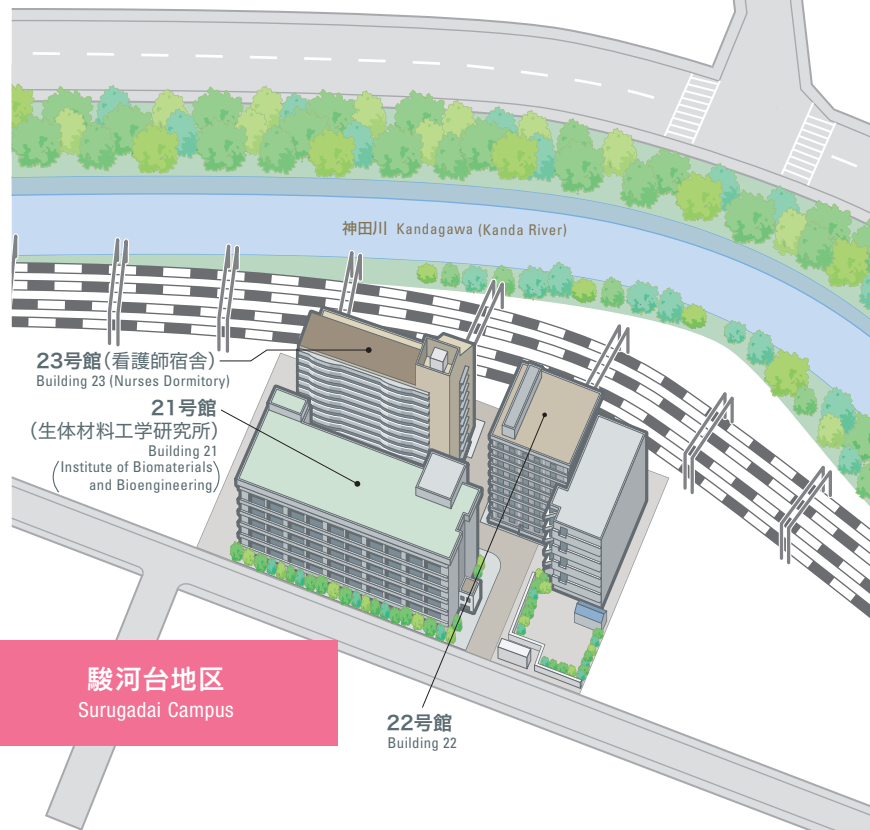 神田川 Kandagawa (Kanda River)
23号館(看護師宿舎)
Building 23 (Nurses Dormitory)
21号館
(生体材料工学研究所)
Building 21
(Institute of Biomaterials
and Bioengineering)
駿河台地区
Surugadai Campus
22号館
Building 22